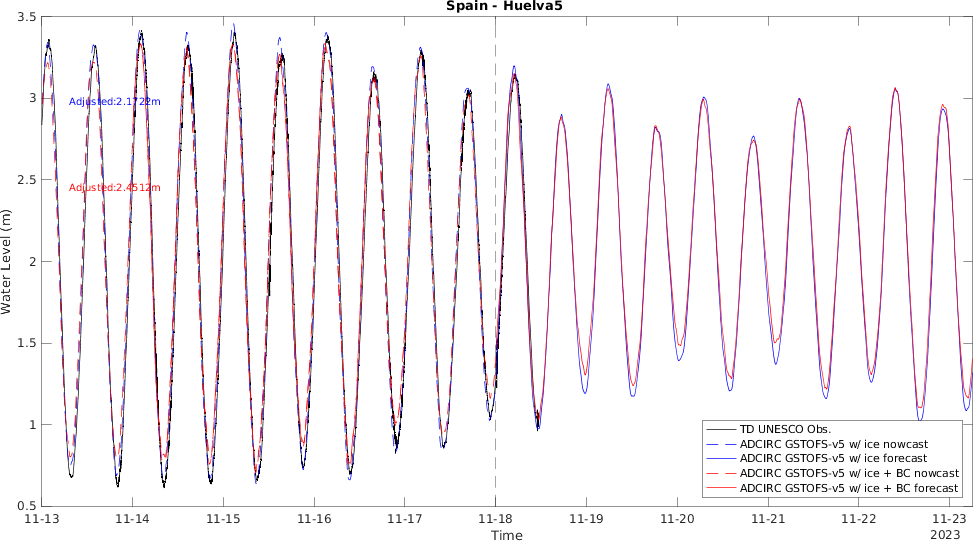 Spain - Huelva5
3.5
3
2.5
2
1.5
1
0.5
Water Level (m)
Adjusted:2.1722m
Adjusted:2.4512m
TD UNESCO Obs.
ADCIRC GSTOFS-v5 w/ ice nowcast
ADCIRC GSTOFS-v5 w/ ice forecast
ADCIRC GSTOFS-v5 w/ ice + BC nowcast
ADCIRC GSTOFS-v5 w/ ice + BC forecast
11-13 11-14 11-15 11-16 11-17 11-18 11-19 11-20 11-21 11-22 11-23
2023
Time